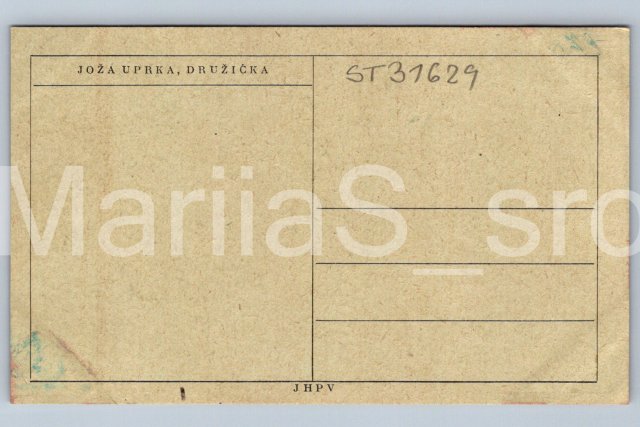 JOŽA UPRKA, DRUŽIČKA
ST31629
MariiaS_sro
JHPV